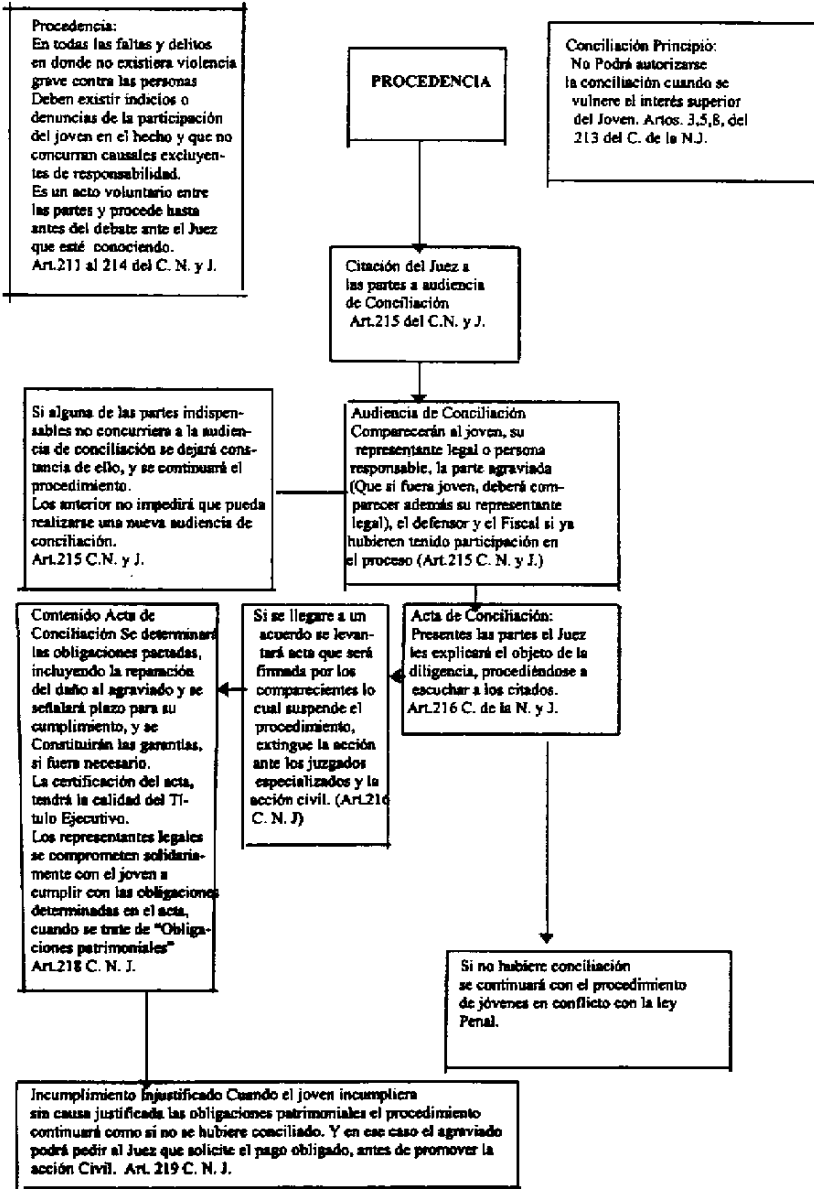 Procedencia:
En todas las faltas y delitos
en donde no existiera violencia
grave contra las personas
Deben existir indicios o
denuncias de la participación
del joven en el hecho y que no
concurran causales excluyen-
tes de responsabilidad.
Es un acto voluntario entre
las partes y procede hasta
antes del debate ante el Juez
que esté conociendo.
Art.211 al 214 del C. N. y J.
PROCEDENCIA
Conciliación Principio:
No Podrá autorizarse
la conciliación cuando se
vulnere el interés superior
del Joven. Artos. 3,5,8, del
213 del C. de la N.J.
Citación del Juez a
las partes a audiencia
de Conciliación
Art.215 del C.N. y J.
Si alguna de las partes indispen-
sables no concurriera a la audien-
cia de conciliación se dejará cons-
tancia de ello, y se continuará el
procedimiento.
Los anterior no impedirá que pueda
realizarse una nueva audiencia de
conciliación.
Art.215 C.N. y J.
Audiencia de Conciliación
Comparecerán al joven, su
representante legal o persona
responsable, la parte agraviada
(Que si fuera joven, deberá com-
parecer además su representante
legal), el defensor y el Fiscal si ya
hubieren tenido participación en
el proceso (Art.215 C. N. y J.)
Contenido Acta de
Conciliación Se determinará
las obligaciones pactadas,
incluyendo la reparación
del daño al agraviado y se
señalará plazo para su
cumplimiento, y se
Constituirán las garantías,
si fuera necesario.
La certificación del acta,
tendrá la calidad del Tí-
tulo Ejecutivo.
Los representantes legales
se comprometen solidaria-
mente con el joven a
cumplir con las obligaciones
determinadas en el acta,
cuando se trate de "Obliga-
ciones patrimoniales"
Art.218 C. N. J.
Si se llegare a un
acuerdo se levan-
tará acta que será
firmada por los
comparecientes lo
cual suspende el
procedimiento,
extingue la acción
ante los juzgados
especializados y la
acción civil. (Art.216
C. N. J)
Acta de Conciliación:
Presentes las partes el Juez
les explicará el objeto de la
diligencia, procediéndose a
escuchar a los citados.
Art.216 C. de la N. y J.
Si no hubiere conciliación
se continuará con el procedimiento
de jóvenes en conflicto con la ley
Penal.
Incumplimiento Injustificado Cuando el joven incumpliera
sin causa justificada las obligaciones patrimoniales el procedimiento
continuará como si no se hubiere conciliado. Y en ese caso el agraviado
podrá pedir al Juez que solicite el pago obligado, antes de promover la
acción Civil. Art. 219 C. N. J.